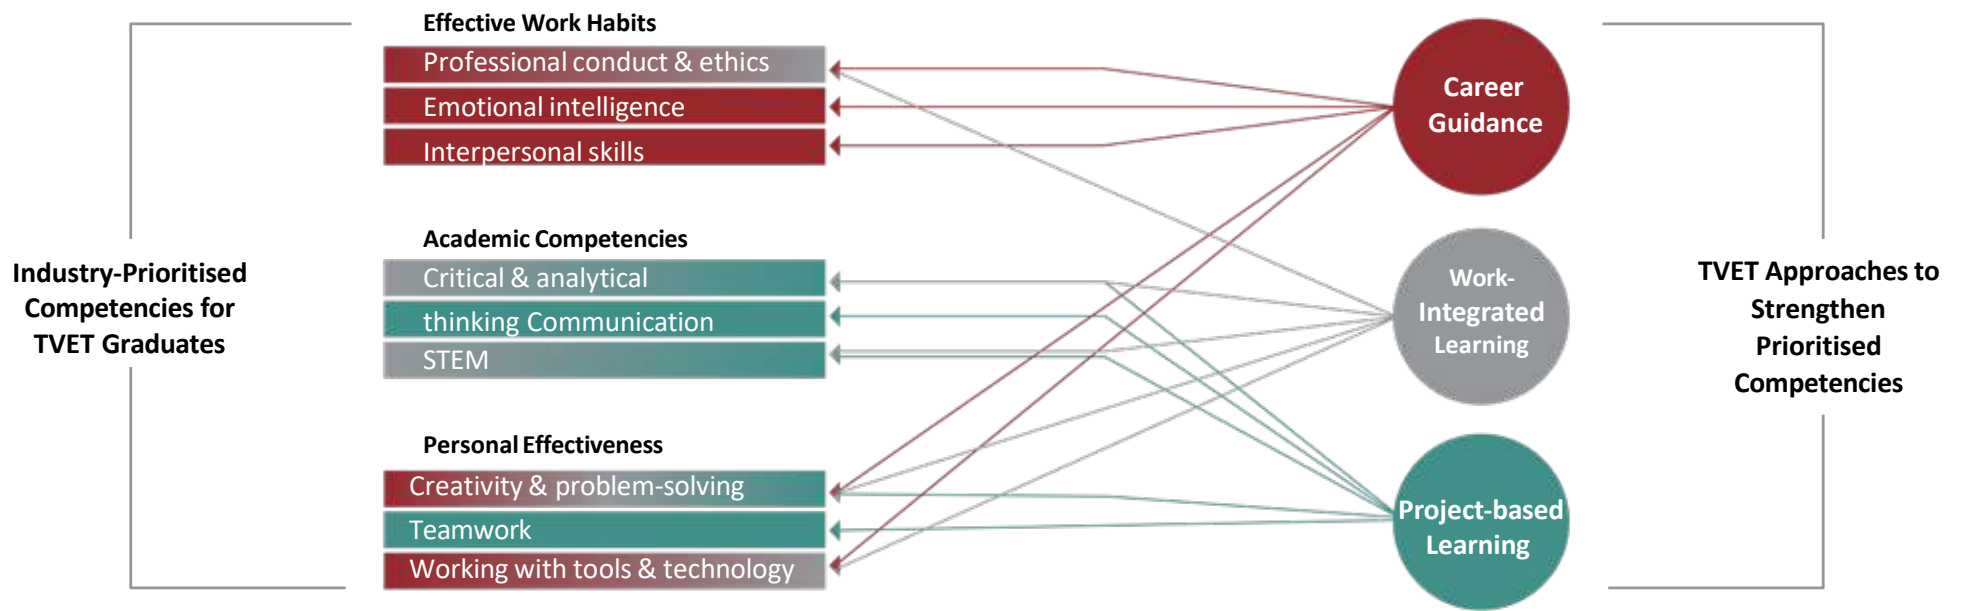 Industry-Prioritised
Competencies for
TVET Graduates
Effective Work Habits
Professional conduct & ethics
Emotional intelligence
Interpersonal skills
Academic Competencies
Critical & analytical
thinking Communication
STEM
Personal Effectiveness
Creativity & problem-solving
Teamwork
Working with tools & technology
Career
Guidance
Work-
Integrated
Learning
Project-based
Learning
TVET Approaches to
Strengthen
Prioritised
Competencies